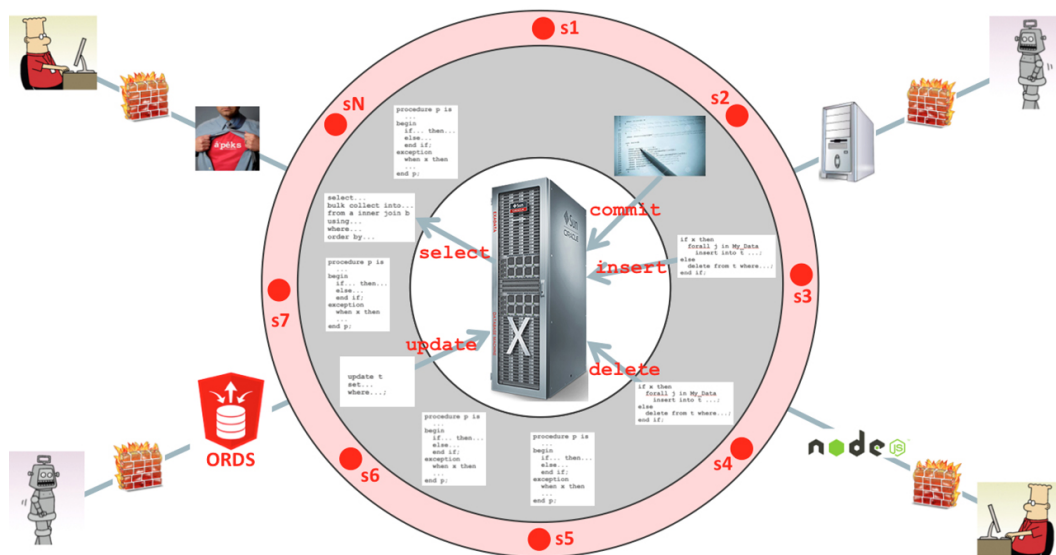 s1
s2
sN
apéks
procedure p is
...
begin
if... then...
else...
end if;
exception
when x then
...
end p;
select...
bulk collect into...
from a inner join b
using...
where...
order by...
commit
select
insert
if x then
forall j in My_Data
insert into t ...;
else
delete from t where...;
end if;
s3
Sun
ORACLE
procedure p is
...
begin
if... then...
else...
end if;
exception
when x then
...
end p;
s7
X
update
delete
update t
set...
where...;
if x then
forall j in My_Data
insert into t ...;
else
delete from t where...;
end if;
ORDS
node
JS
procedure p is
...
begin
if... then...
else...
end if;
exception
when x then
...
end p;
procedure p is
...
begin
if... then...
else...
end if;
exception
when x then
...
end p;
s6
s4
s5